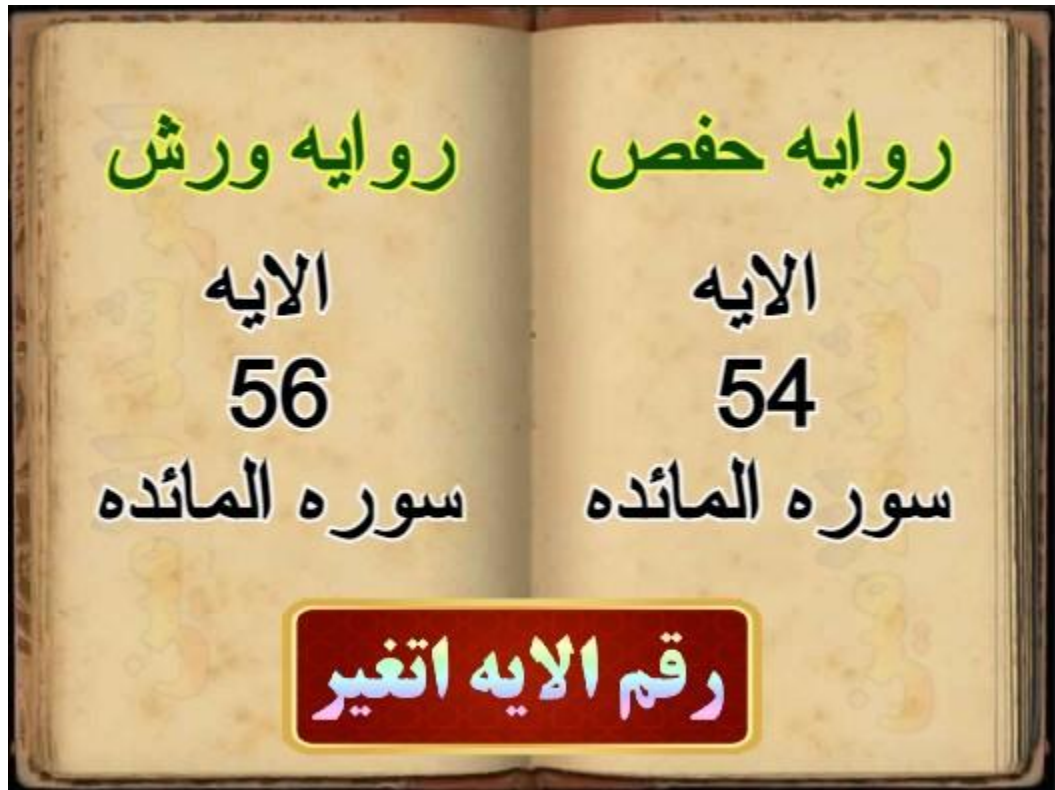 روايه حفص
الايه
54
سوره المائده
روايه ورش
الايه
56
سوره المائده
رقم الايه اتغير